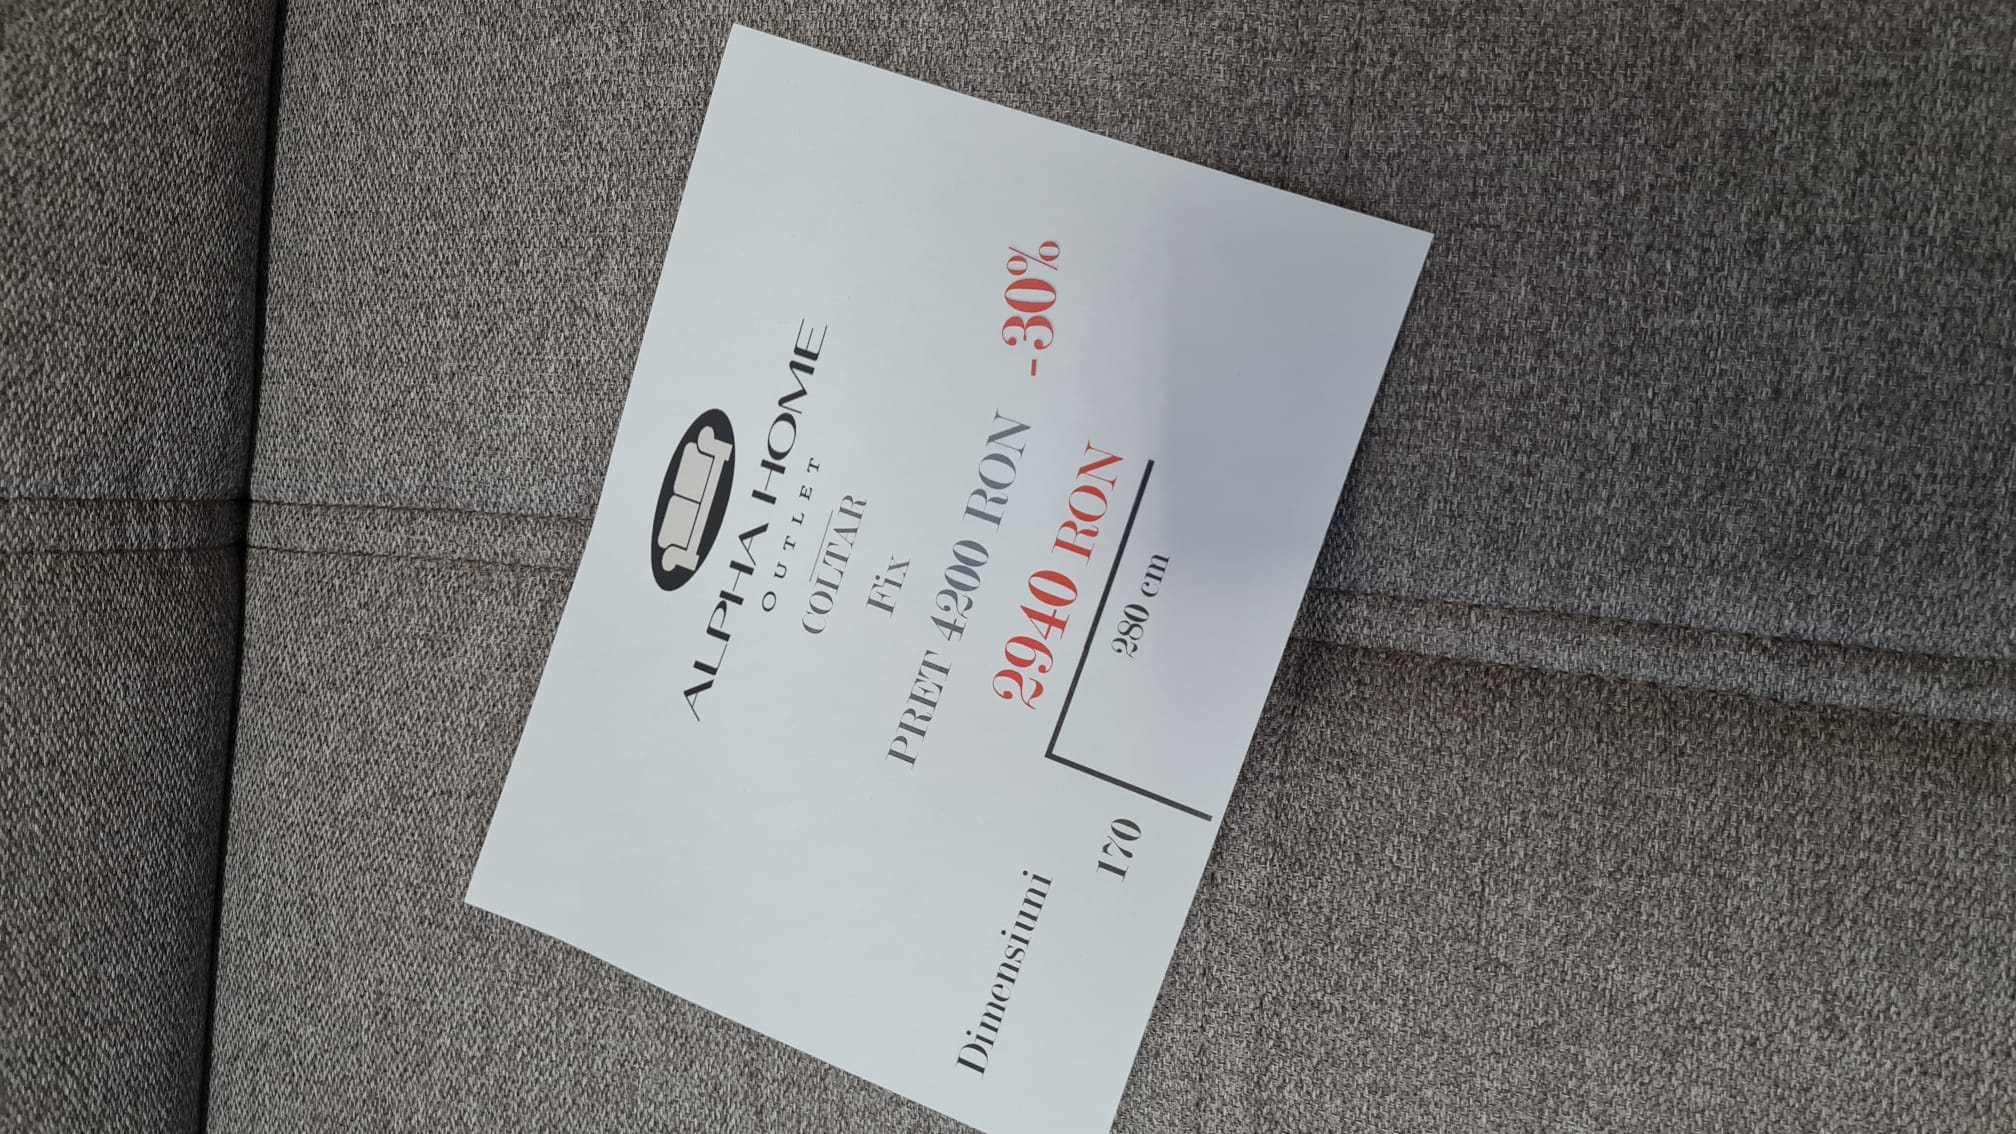 ALPHA HOME
OUTLET
COLTAR
Fix
PRET 4200 RON -30%
2940 RON
Dimensiuni
170
280 cm